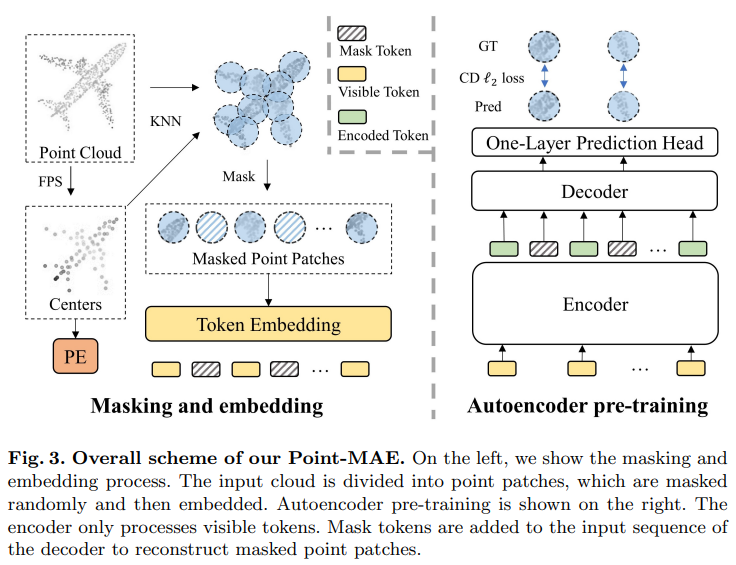 Point Cloud
KNN
FPS
Centers
PE
Mask
Masked Point Patches
...
Token Embedding
...
Masking and embedding
Mask Token
Visible Token
Encoded Token
GT
CD ℓ₂ loss
Pred
One-Layer Prediction Head
Decoder
...
Encoder
...
Autoencoder pre-training
Fig. 3. Overall scheme of our Point-MAE. On the left, we show the masking and
embedding process. The input cloud is divided into point patches, which are masked
randomly and then embedded. Autoencoder pre-training is shown on the right. The
encoder only processes visible tokens. Mask tokens are added to the input sequence of
the decoder to reconstruct masked point patches.